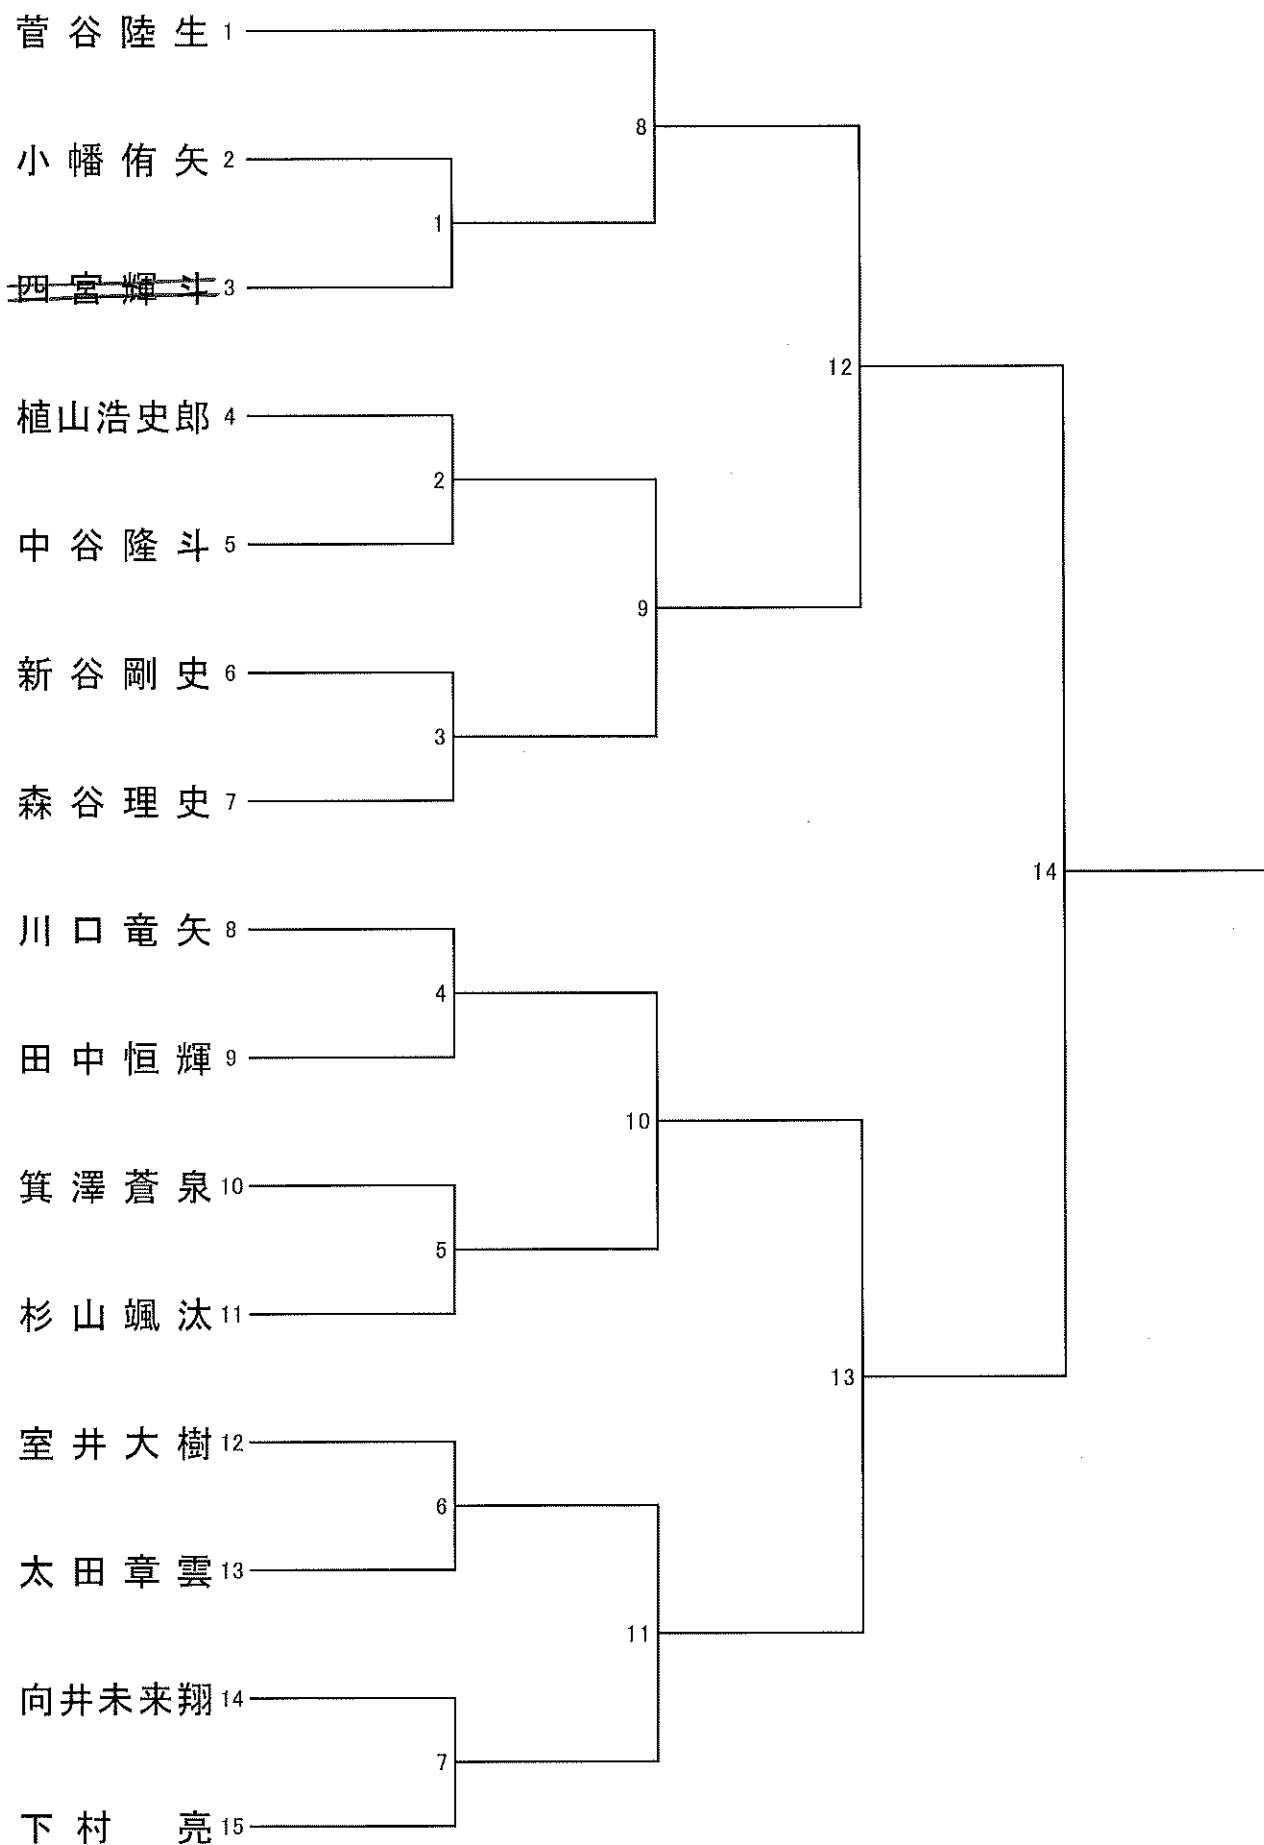 菅谷陸生 1
8
小幡侑矢 2
1
四宮輝斗 3
12
植山浩史郎 4
2
中谷隆斗 5
9
新谷剛史 6
3
森谷理史 7
14
川口竜矢 8
4
田中恒輝 9
10
箕澤蒼泉 10
5
杉山颯汰 11
13
室井大樹 12
6
太田章雲 13
11
向井未来翔 14
7
下村 亮 15